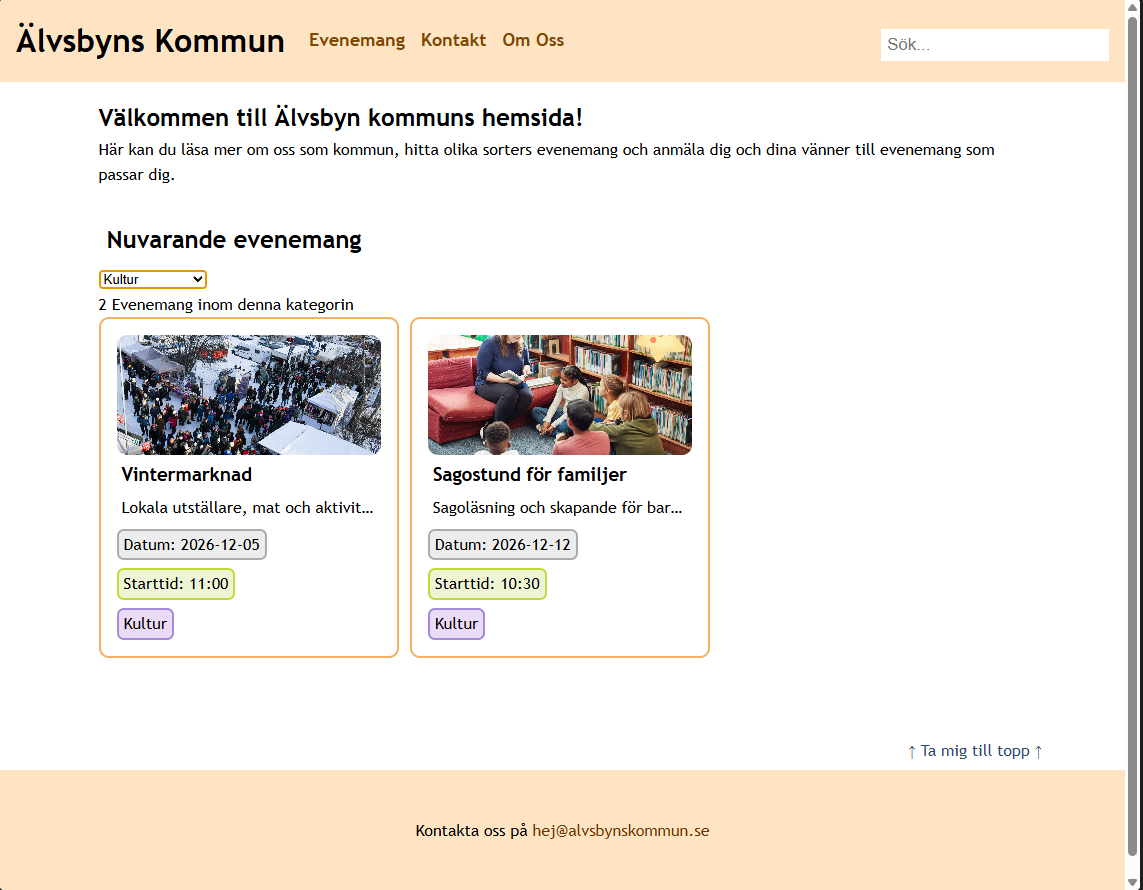 Älvsbyns Kommun Evenemang Kontakt Om Oss Sök...
Välkommen till Älvsbyn kommuns hemsida!
Här kan du läsa mer om oss som kommun, hitta olika sorters evenemang och anmäla dig och dina vänner till evenemang som
passar dig.
Nuvarande evenemang
Kultur
2 Evenemang inom denna kategorin
Vintermarknad
Lokala utställare, mat och aktivit...
Datum: 2026-12-05
Starttid: 11:00
Kultur
Sagostund för familjer
Sagoläsning och skapande för bar...
Datum: 2026-12-12
Starttid: 10:30
Kultur
↑ Ta mig till topp ↑
Kontakta oss på hej@alvsbynskommun.se